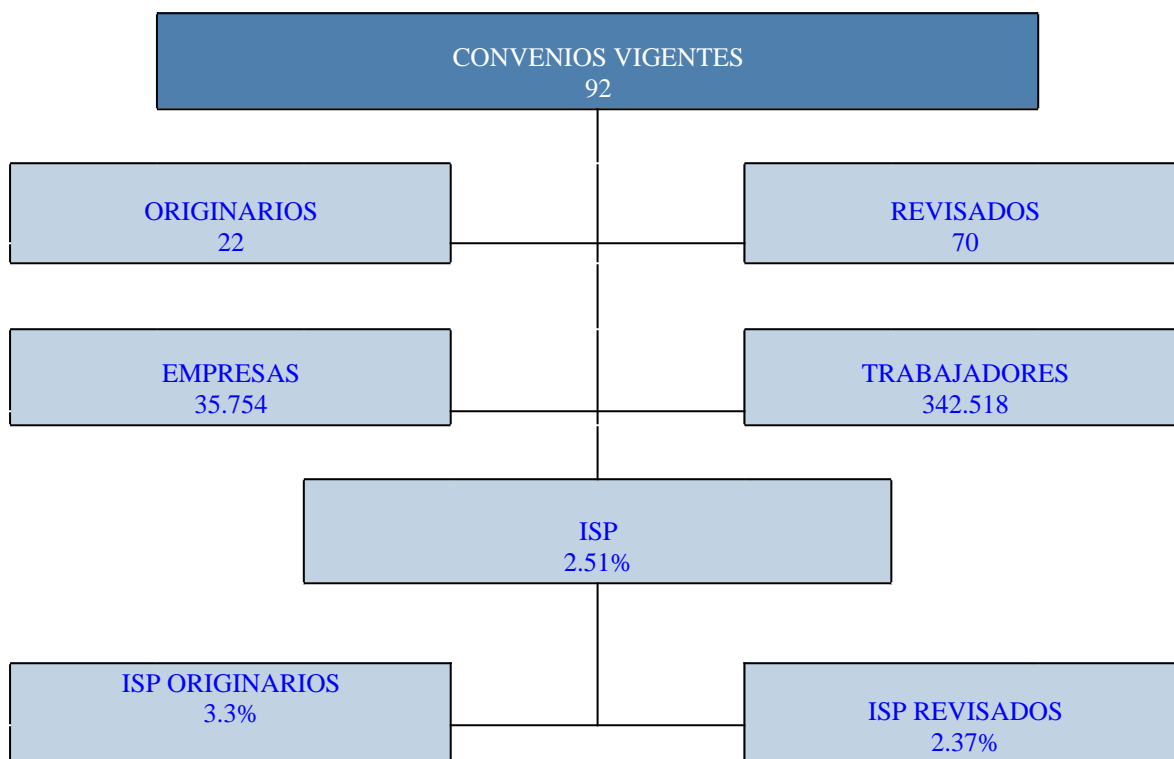 CONVENIOS VIGENTES
92
ORIGINARIOS
22
REVISADOS
70
EMPRESAS
35.754
TRABAJADORES
342.518
ISP
2.51%
ISP ORIGINARIOS
3.3%
ISP REVISADOS
2.37%